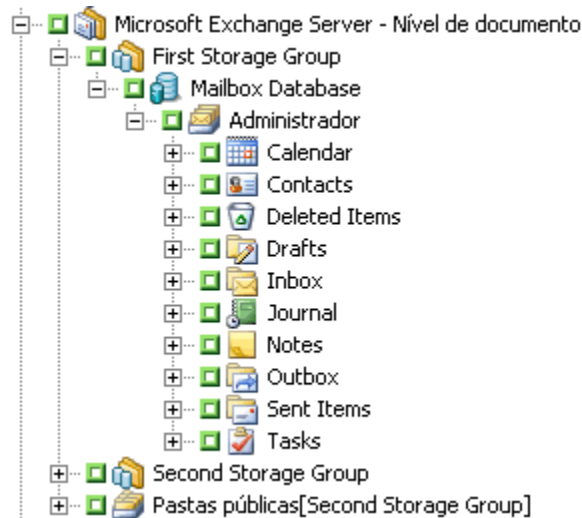 Microsoft Exchange Server - Nível de documento
First Storage Group
Mailbox Database
Administrador
Calendar
Contacts
Deleted Items
Drafts
Inbox
Journal
Notes
Outbox
Sent Items
Tasks
Second Storage Group
Pastas públicas[Second Storage Group]